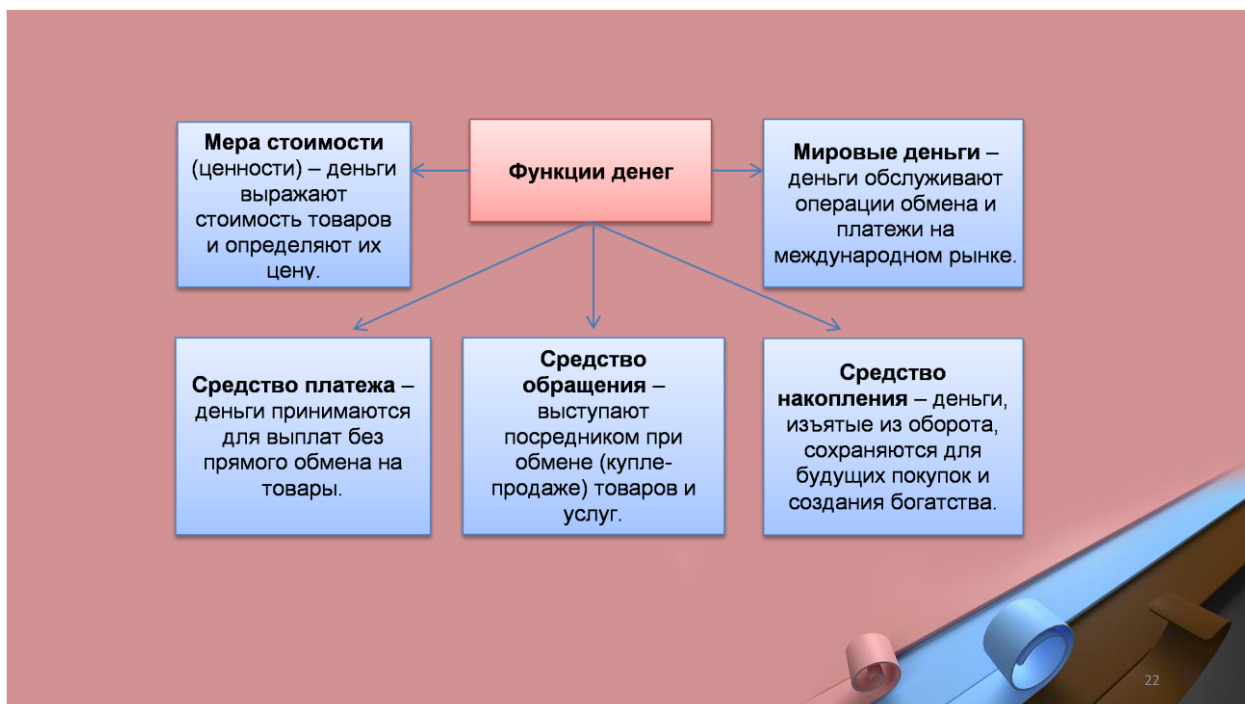 Мера стоимости
(ценности) – деньги
выражают
стоимость товаров
и определяют их
цену.
Функции денег
Мировые деньги –
деньги обслуживают
операции обмена и
платежи на
международном рынке.
Средство платежа –
деньги принимаются
для выплат без
прямого обмена на
товары.
Средство
обращения –
выступают
посредником при
обмене (купле-
продаже) товаров и
услуг.
Средство
накопления – деньги,
изъятые из оборота,
сохраняются для
будущих покупок и
создания богатства.
22